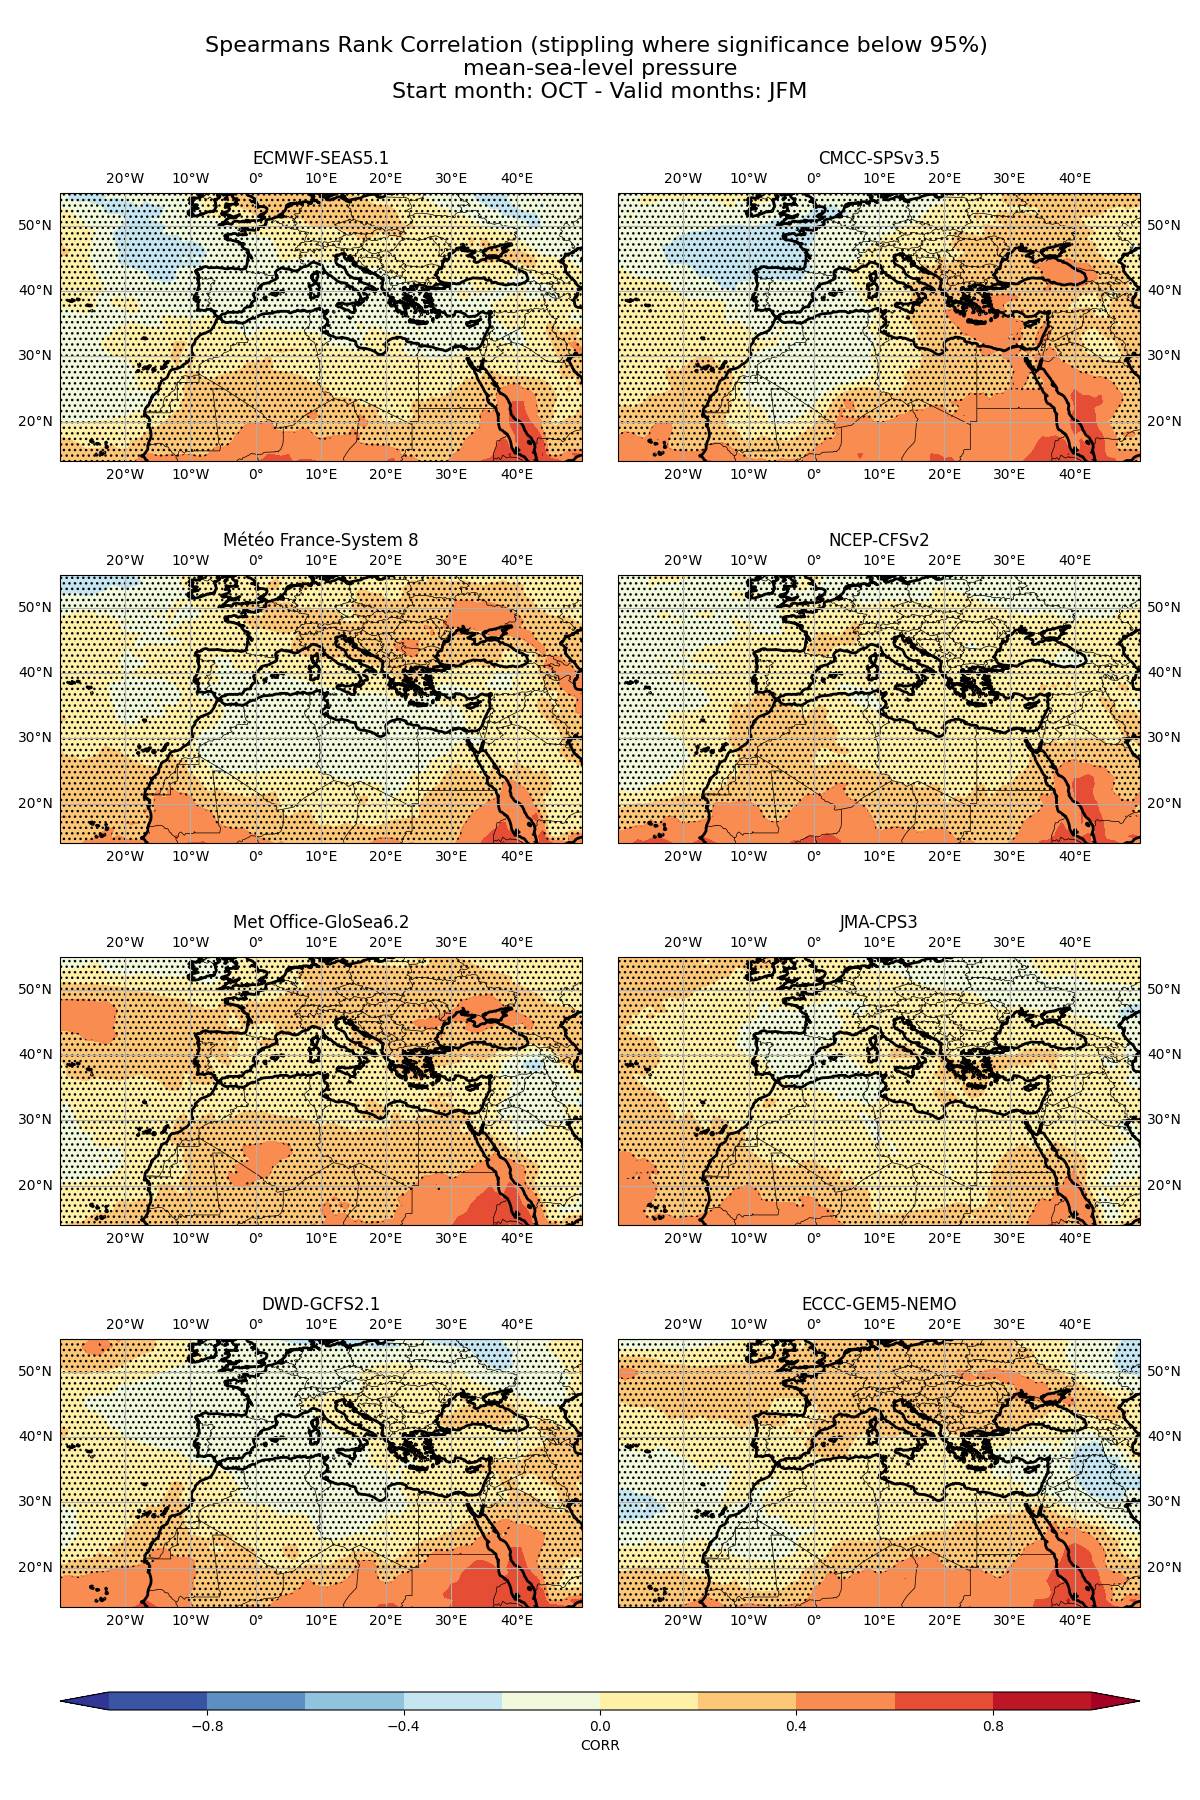 Spearmans Rank Correlation (stippling where significance below 95%)
mean-sea-level pressure
Start month: OCT - Valid months: JFM
ECMWF-SEAS5.1
CMCC-SPSv3.5
20°W 10°W 0° 10°E 20°E 30°E 40°E
20°W 10°W 0° 10°E 20°E 30°E 40°E
50°N 50°N
40°N 40°N
30°N 30°N
20°N 20°N
20°W 10°W 0° 10°E 20°E 30°E 40°E
20°W 10°W 0° 10°E 20°E 30°E 40°E
Météo France-System 8
NCEP-CFSv2
20°W 10°W 0° 10°E 20°E 30°E 40°E
20°W 10°W 0° 10°E 20°E 30°E 40°E
50°N 50°N
40°N 40°N
30°N 30°N
20°N 20°N
20°W 10°W 0° 10°E 20°E 30°E 40°E
20°W 10°W 0° 10°E 20°E 30°E 40°E
Met Office-GloSea6.2
JMA-CPS3
20°W 10°W 0° 10°E 20°E 30°E 40°E
20°W 10°W 0° 10°E 20°E 30°E 40°E
50°N 50°N
40°N 40°N
30°N 30°N
20°N 20°N
20°W 10°W 0° 10°E 20°E 30°E 40°E
20°W 10°W 0° 10°E 20°E 30°E 40°E
DWD-GCFS2.1
ECCC-GEM5-NEMO
20°W 10°W 0° 10°E 20°E 30°E 40°E
20°W 10°W 0° 10°E 20°E 30°E 40°E
50°N 50°N
40°N 40°N
30°N 30°N
20°N 20°N
20°W 10°W 0° 10°E 20°E 30°E 40°E
20°W 10°W 0° 10°E 20°E 30°E 40°E
−0.8 −0.4 0.0 0.4 0.8
CORR